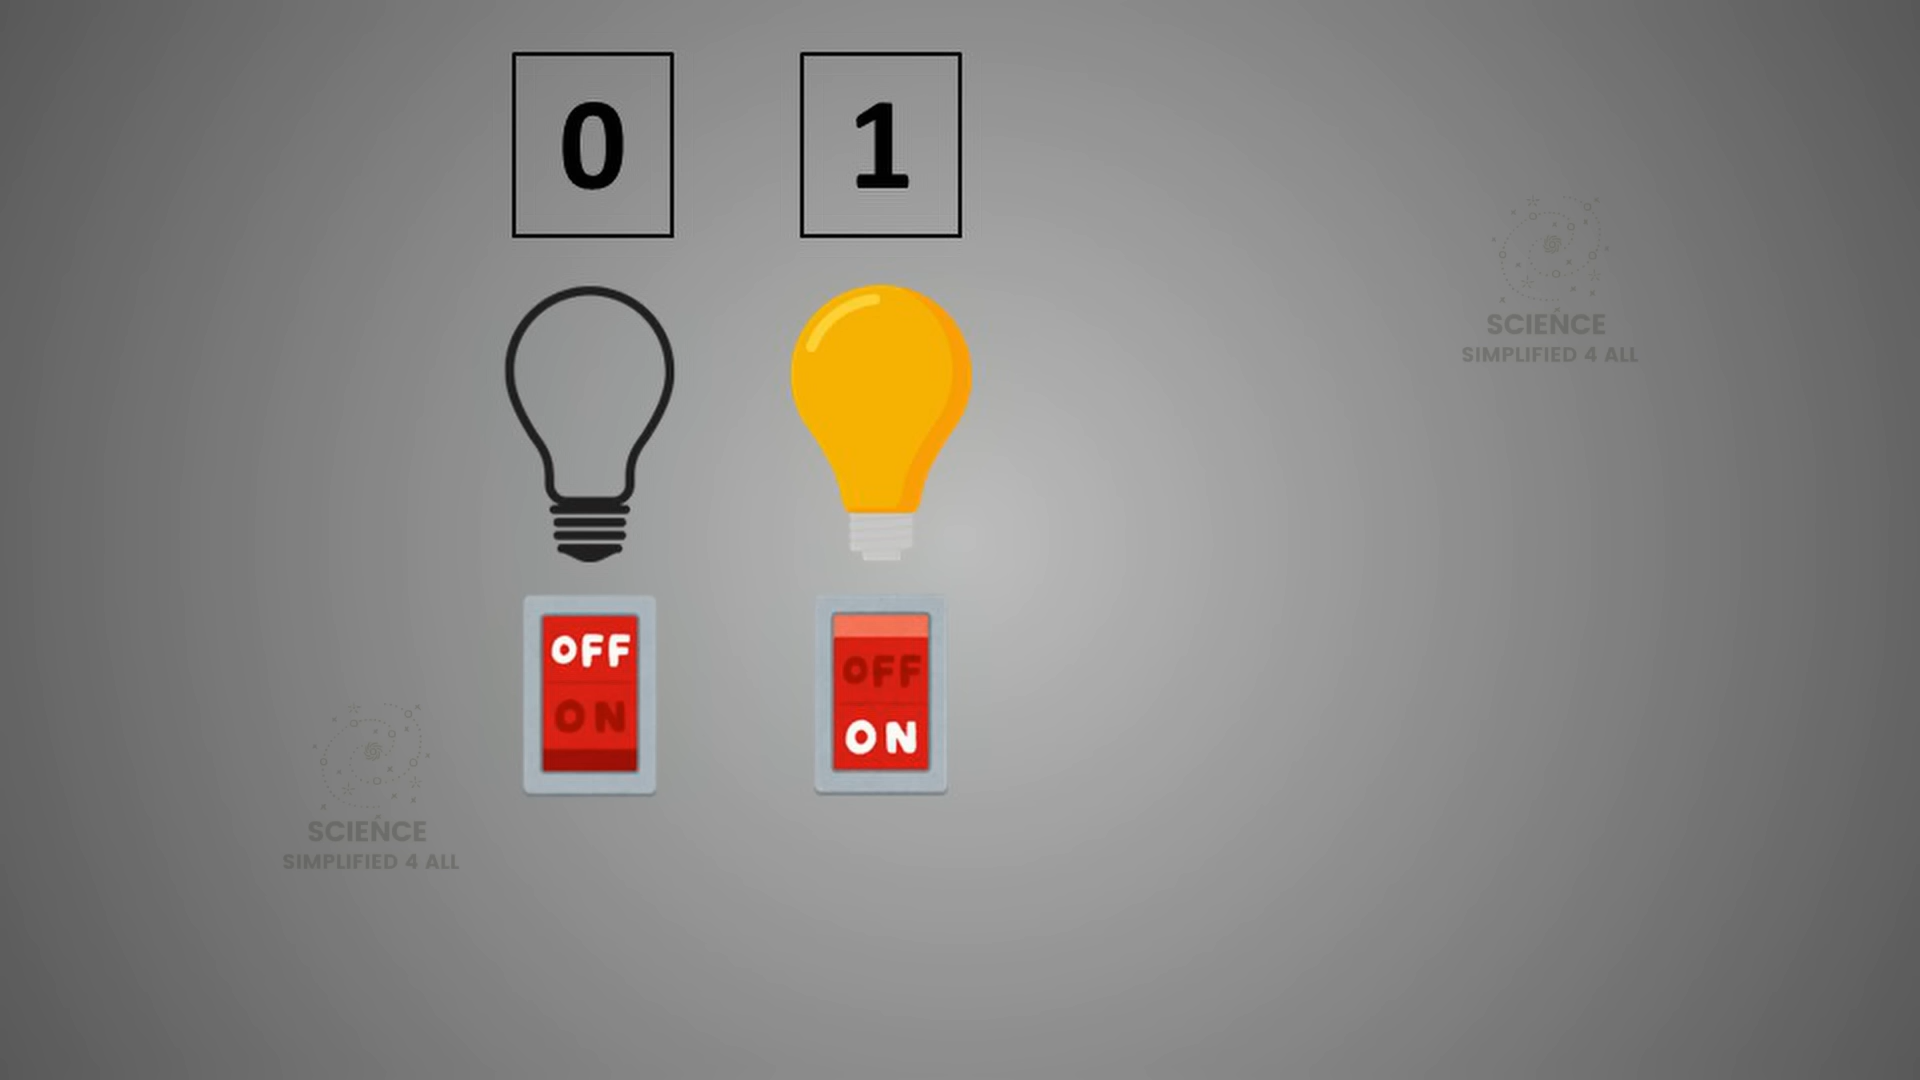 0 1
OFF
ON
OFF
ON
SCIENCE
SIMPLIFIED 4 ALL
SCIENCE
SIMPLIFIED 4 ALL